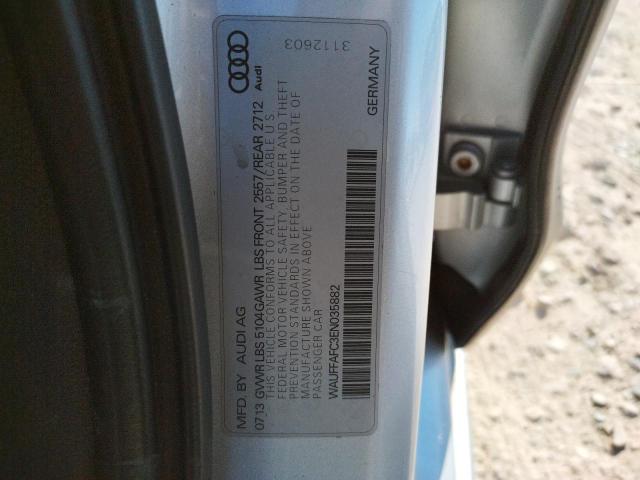 MFD. BY AUDI AG
07.13 GVWR LBS 5104 GAWR LBS FRONT 2557/REAR 2712
Audi
THIS VEHICLE CONFORMS TO ALL APPLICABLE U S
FEDERAL MOTOR VEHICLE SAFETY, BUMPER AND THEFT
PREVENTION STANDARDS IN EFFECT ON THE DATE OF
MANUFACTURE SHOWN ABOVE
PASSENGER CAR
WAUFFAFC3EN035882
3112603
GERMANY